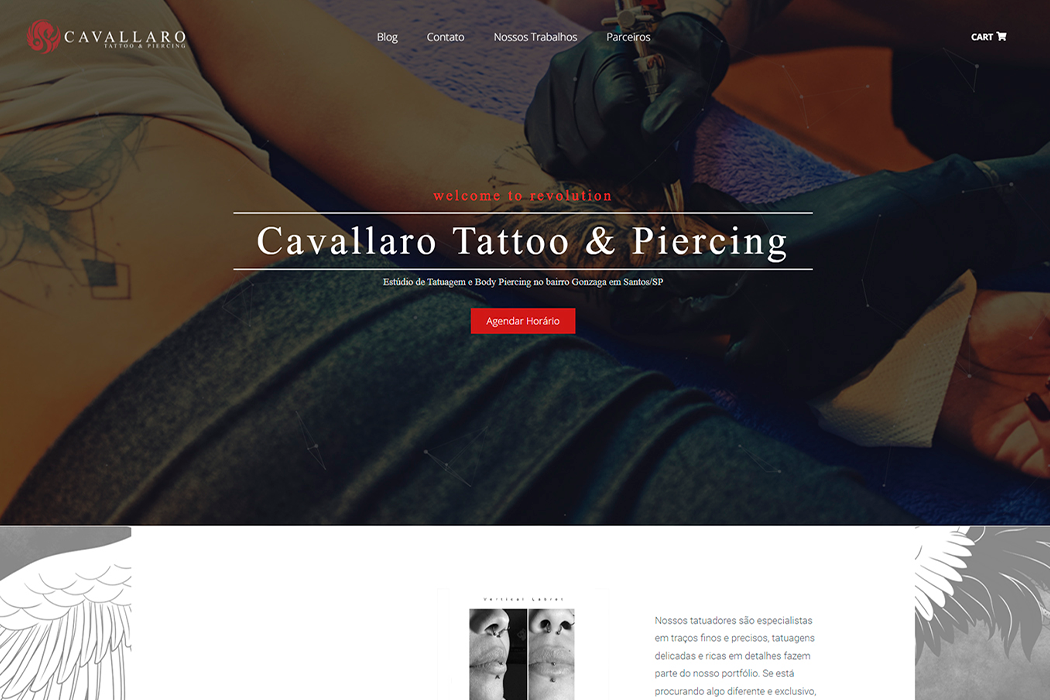 CAVALLARO
TATTOO & PIERCING
Blog Contato Nossos Trabalhos Parceiros
CART
welcome to revolution
Cavallaro Tattoo & Piercing
Estúdio de Tatuagem e Body Piercing no bairro Gonzaga em Santos/SP
Agendar Horário
Vertical Labret
Nossos tatuadores são especialistas
em traços finos e precisos, tatuagens
delicadas e ricas em detalhes fazem
parte do nosso portfólio. Se está
procurando algo diferente e exclusivo,